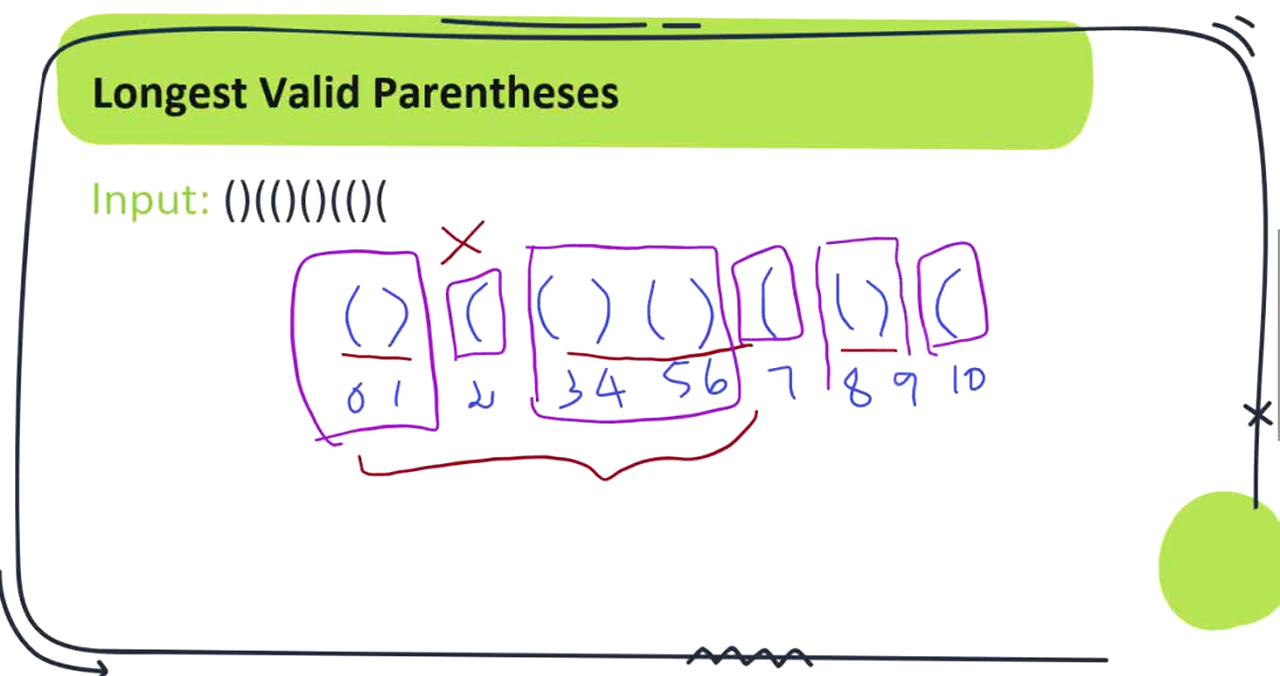 Longest Valid Parentheses
Input: ()(()()(()(
( ) ( ( ) ( ) ( ( ) (
0 1 2 3 4 5 6 7 8 9 10